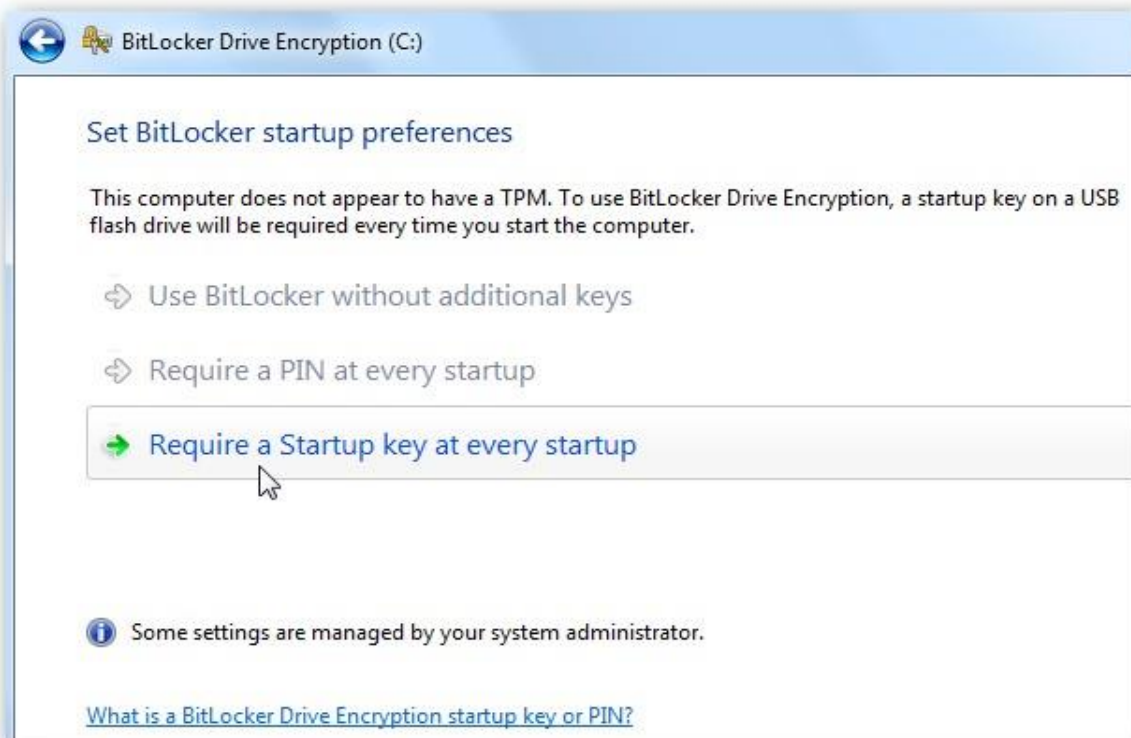 BitLocker Drive Encryption (C:)
Set BitLocker startup preferences
This computer does not appear to have a TPM. To use BitLocker Drive Encryption, a startup key on a USB
flash drive will be required every time you start the computer.
Use BitLocker without additional keys
Require a PIN at every startup
Require a Startup key at every startup
Some settings are managed by your system administrator.
What is a BitLocker Drive Encryption startup key or PIN?